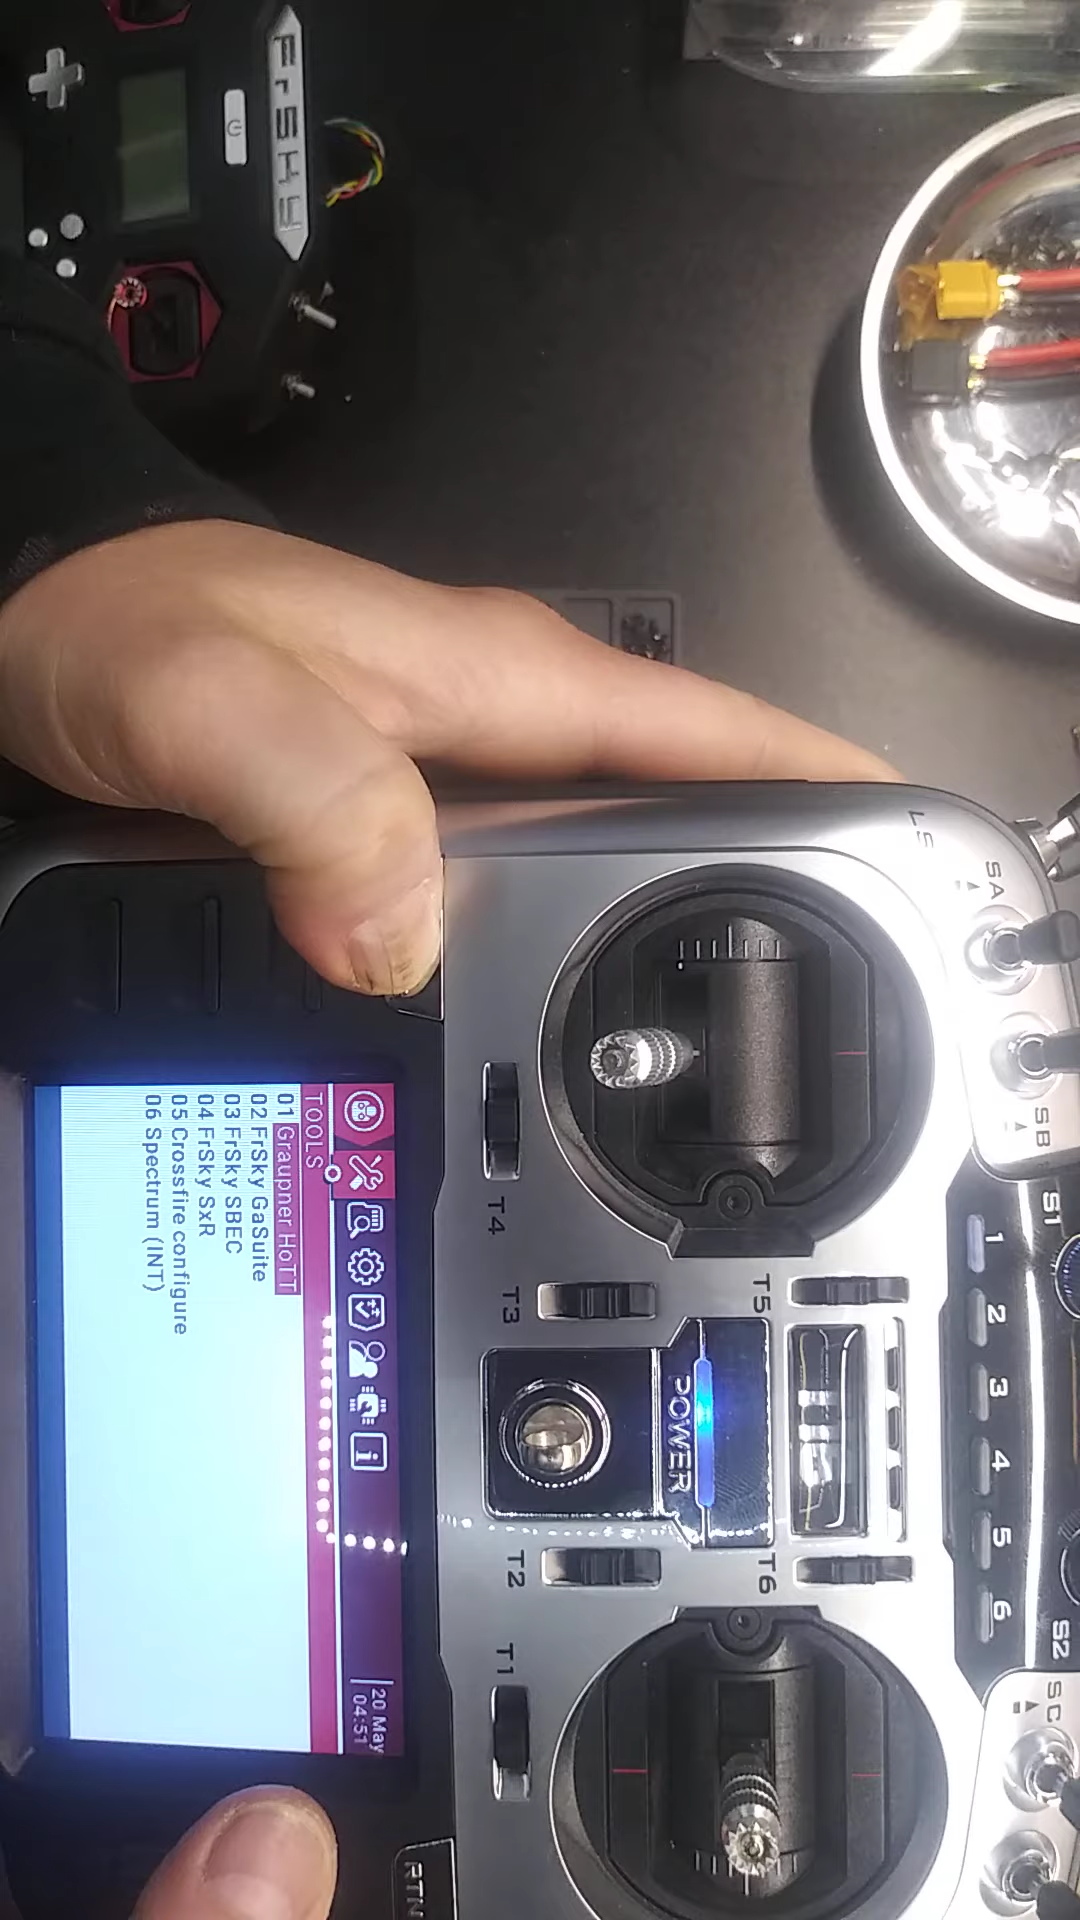 FrSky
LS
SA
SB
S1
1
2
3
4
5
6
S2
SC
T5
T6
POWER
T4
T3
T2
T1
20 May
04:51
TOOLS
01 Graupner HoTT
02 FrSky GaSuite
03 FrSky SBEC
04 FrSky SxR
05 Crossfire configure
06 Spectrum (INT)
RTN